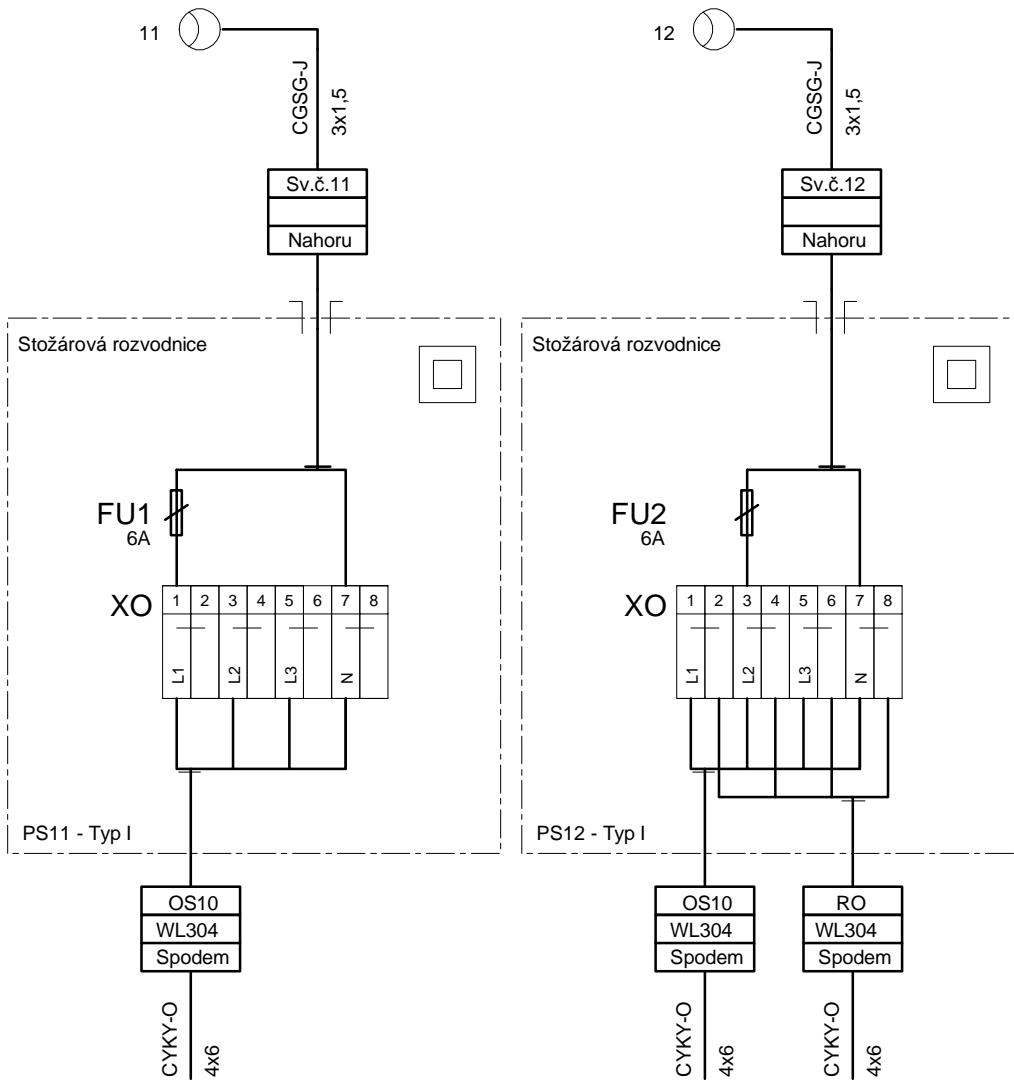 11
CGSG-J
3x1,5
Sv.č.11
Nahoru
Stožárová rozvodnice
FU1
6A
XO
1 2 3 4 5 6 7 8
L1 L2 L3 N
PS11 - Typ I
OS10
WL304
Spodem
CYKY-O
4x6
12
CGSG-J
3x1,5
Sv.č.12
Nahoru
Stožárová rozvodnice
FU2
6A
XO
1 2 3 4 5 6 7 8
L1 L2 L3 N
PS12 - Typ I
OS10
WL304
Spodem
CYKY-O
4x6
RO
WL304
Spodem
CYKY-O
4x6